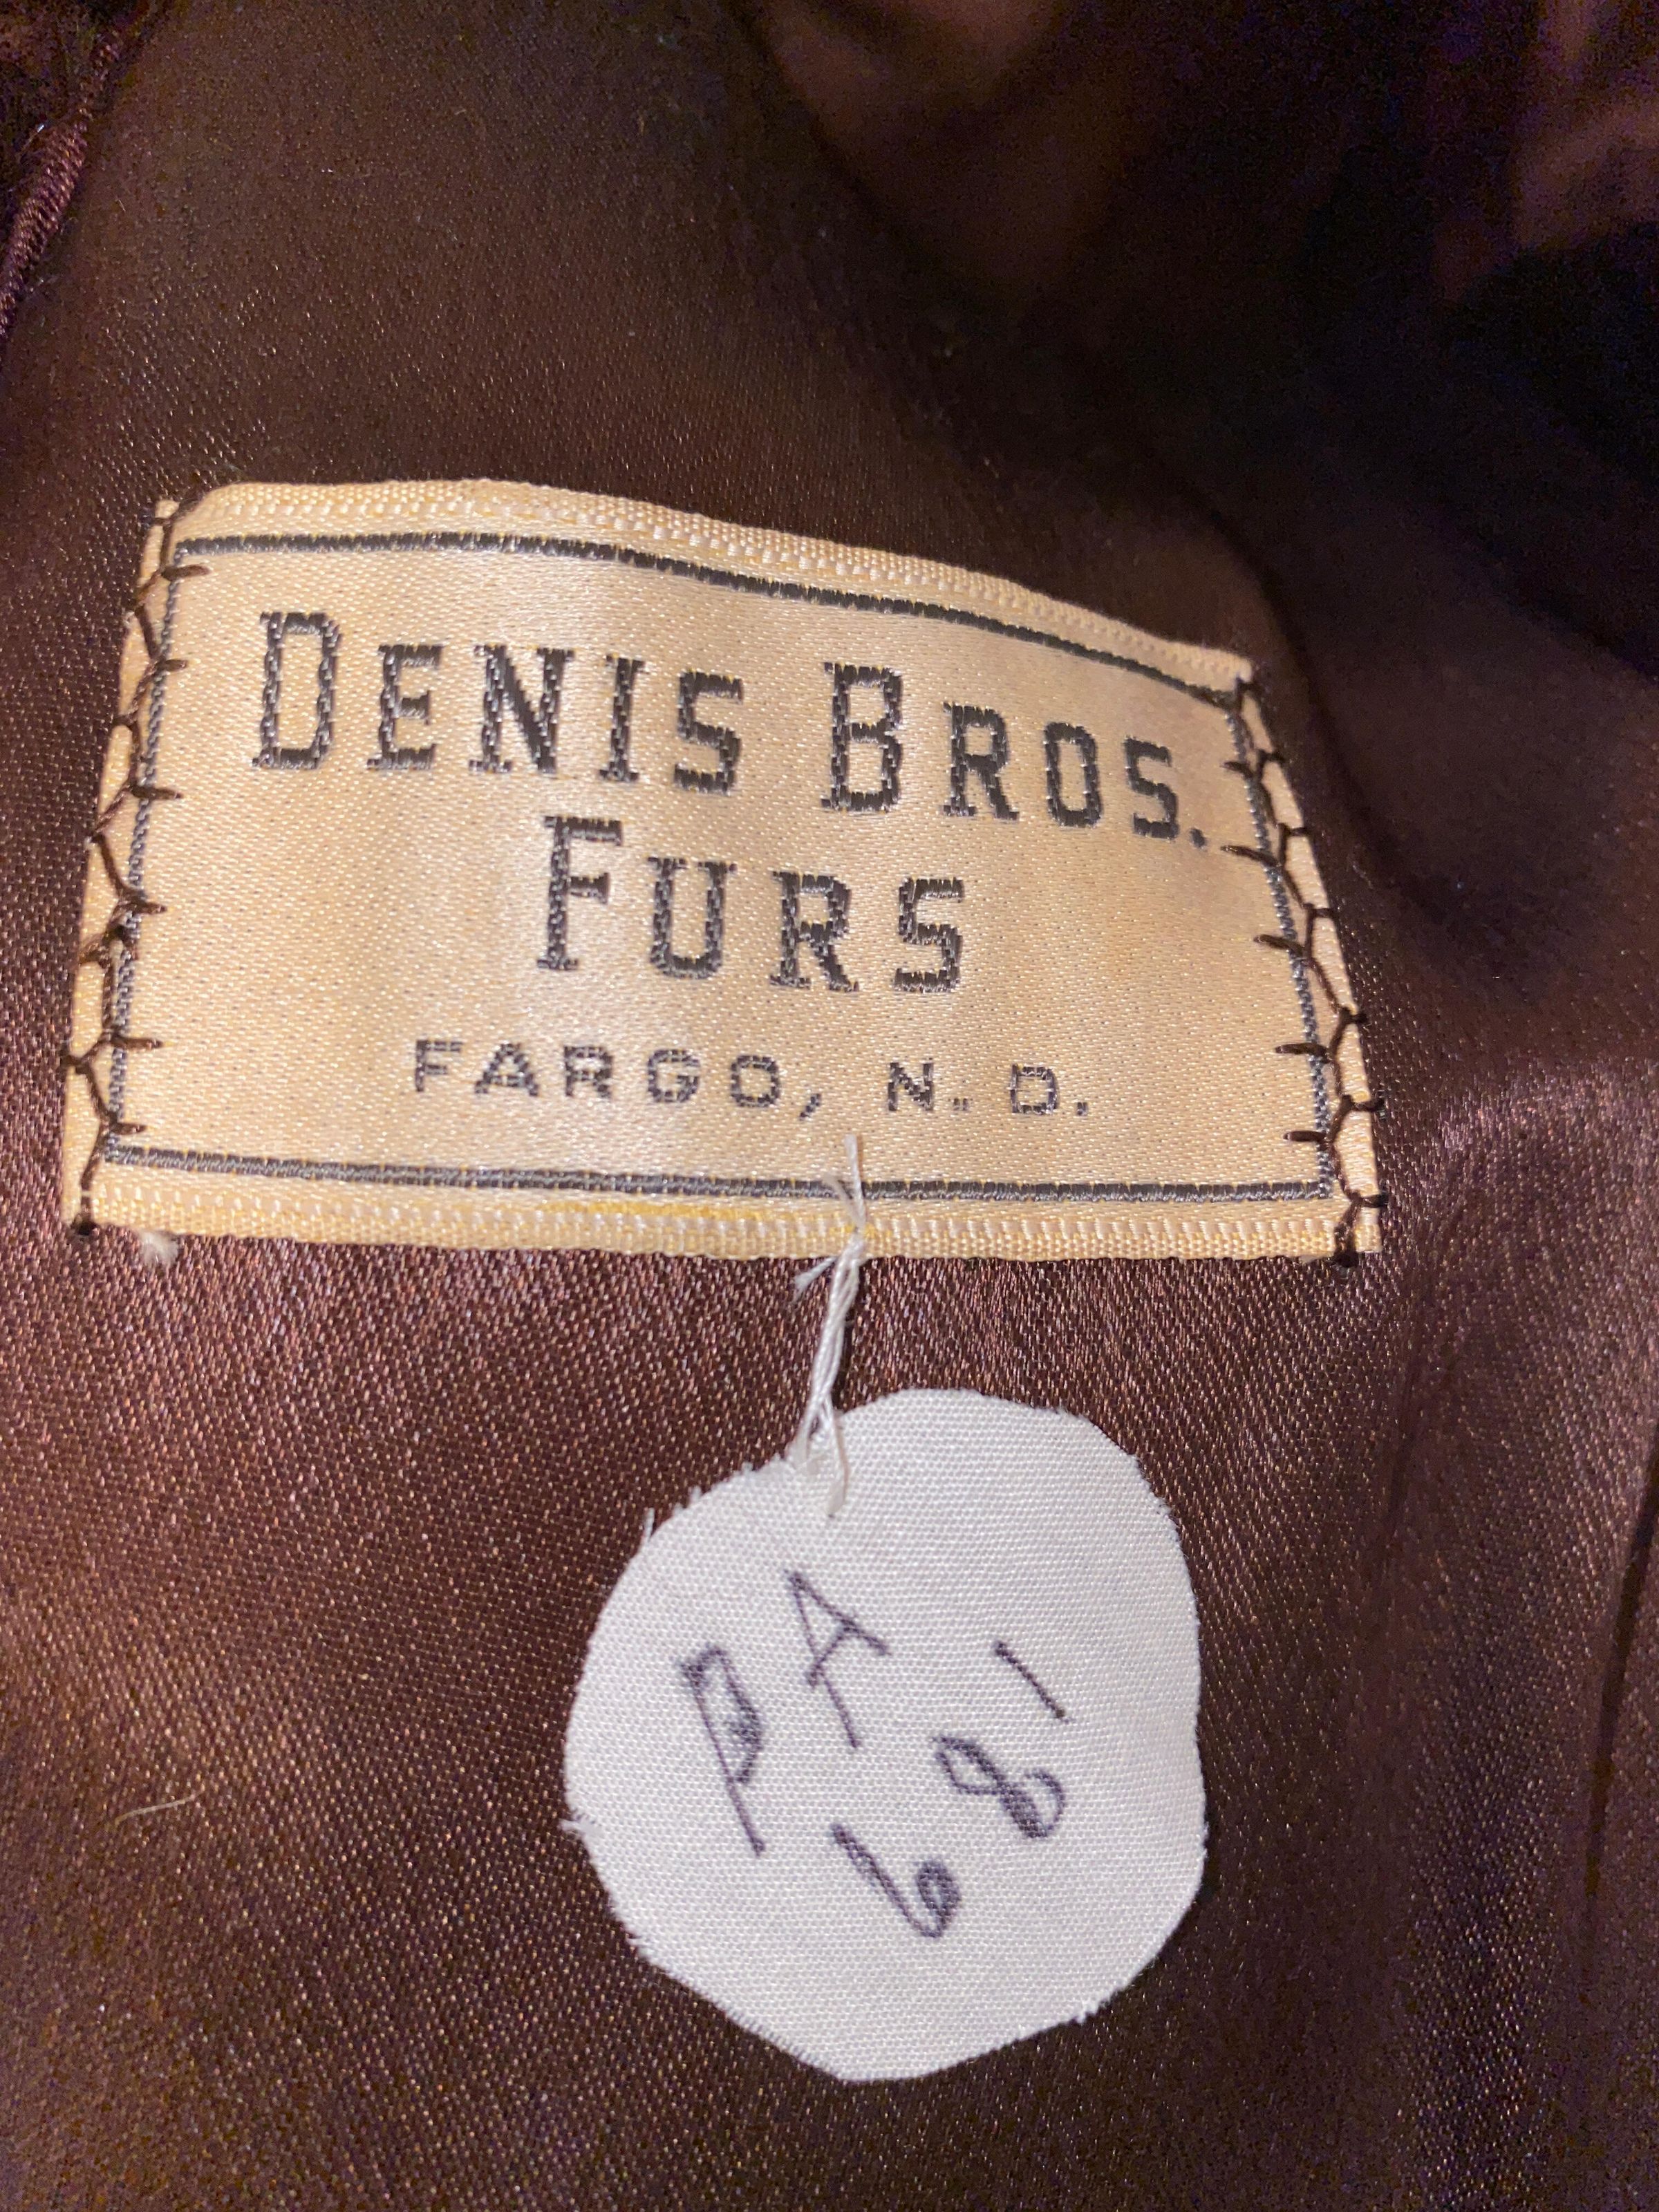 DENIS BROS.
FURS
FARGO, N. D.
PA
681